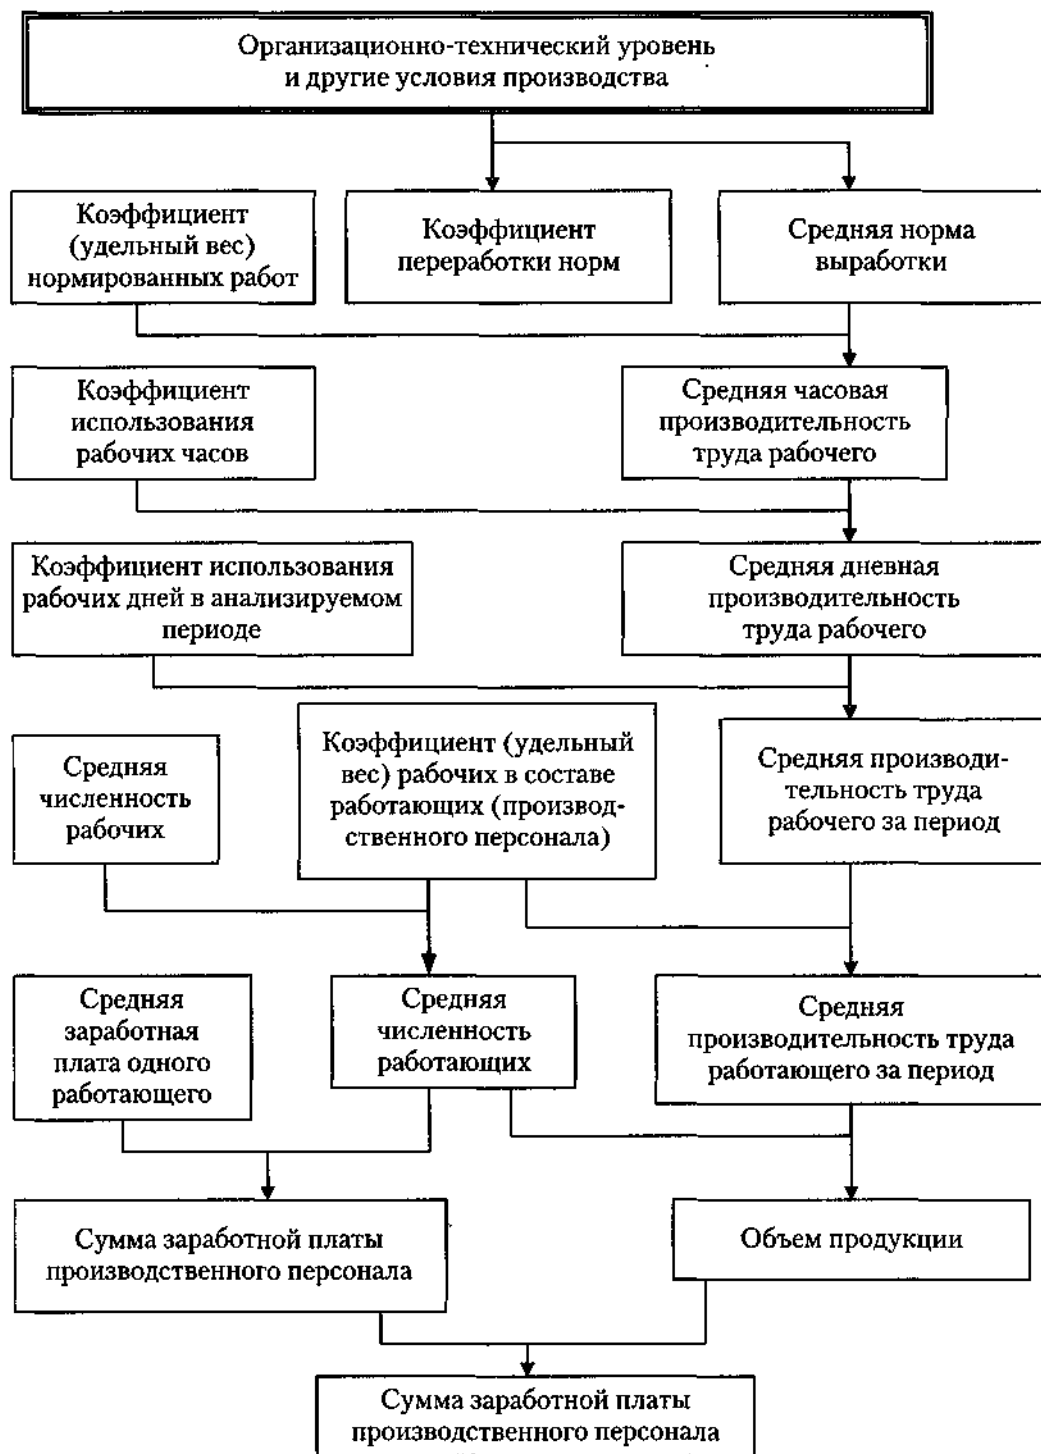 Организационно-технический уровень
и другие условия производства
Коэффициент
(удельный вес)
нормированных работ
Коэффициент
переработки норм
Средняя норма
выработки
Коэффициент
использования
рабочих часов
Средняя часовая
производительность
труда рабочего
Коэффициент использования
рабочих дней в анализируемом
периоде
Средняя дневная
производительность
труда рабочего
Средняя
численность
рабочих
Коэффициент (удельный
вес) рабочих в составе
работающих (производ-
ственного персонала)
Средняя производи-
тельность труда
рабочего за период
Средняя
заработная
плата одного
работающего
Средняя
численность
работающих
Средняя
производительность труда
работающего за период
Сумма заработной платы
производственного персонала
Объем продукции
Сумма заработной платы
производственного персонала